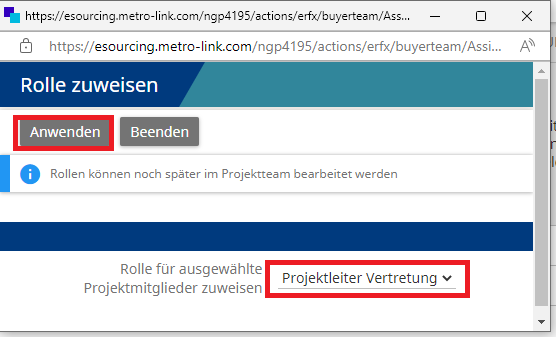 https://esourcing.metro-link.com/ngp4195/actions/erfx/buyerteam/Assi...
https://esourcing.metro-link.com/ngp4195/actions/erfx/buyerteam/Assi...
Rolle zuweisen
Anwenden Beenden
Rollen können noch später im Projektteam bearbeitet werden
Rolle für ausgewählte
Projektmitglieder zuweisen
Projektleiter Vertretung